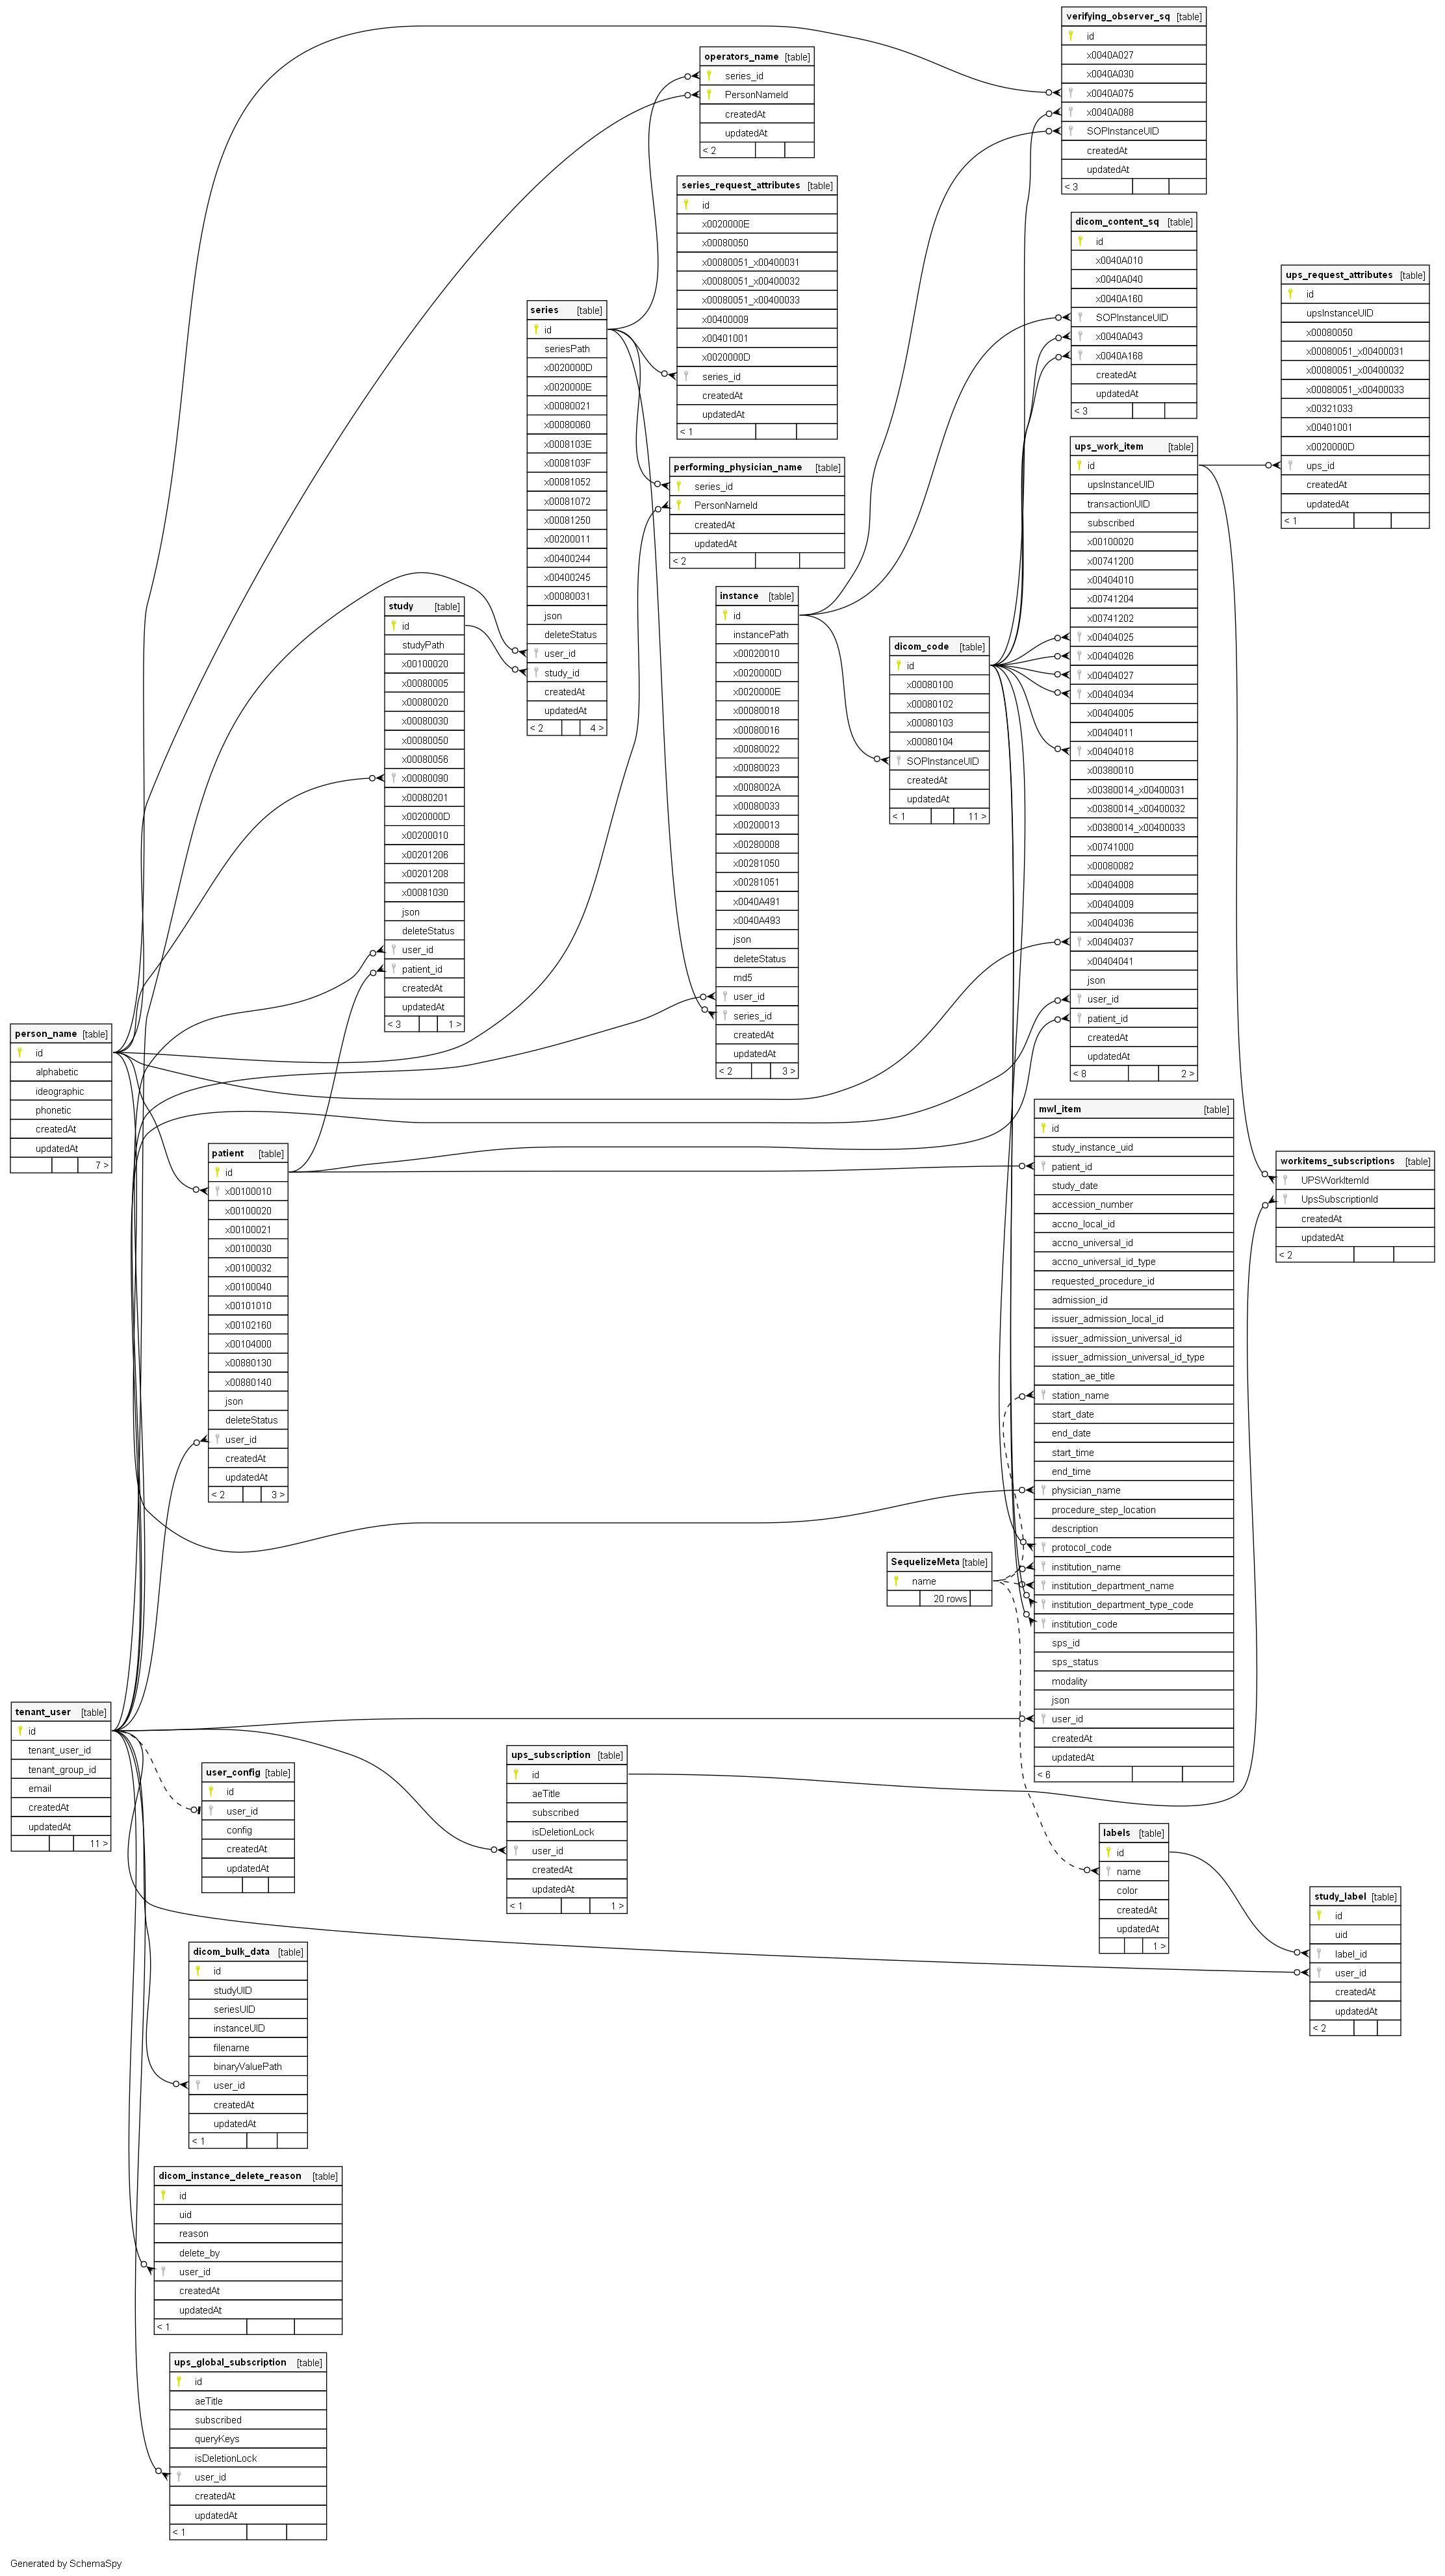 verifying_observer_sq [table]
id
x0040A027
x0040A030
x0040A075
x0040A088
SOPInstanceUID
createdAt
updatedAt
< 3
operators_name [table]
series_id
PersonNameId
createdAt
updatedAt
< 2
series_request_attributes [table]
id
x0020000E
x00080050
x00080051_x00400031
x00080051_x00400032
x00080051_x00400033
x00400009
x00401001
x0020000D
series_id
createdAt
updatedAt
< 1
dicom_content_sq [table]
id
x0040A010
x0040A040
x0040A160
SOPInstanceUID
x0040A043
x0040A168
createdAt
updatedAt
< 3
ups_request_attributes [table]
id
upsInstanceUID
x00080050
x00080051_x00400031
x00080051_x00400032
x00080051_x00400033
x00321033
x00401001
x0020000D
ups_id
createdAt
updatedAt
< 1
series [table]
id
seriesPath
x0020000D
x0020000E
x00080021
x00080060
x0008103E
x0008103F
x00081052
x00081072
x00081250
x00200011
x00400244
x00400245
x00080031
json
deleteStatus
user_id
study_id
createdAt
updatedAt
< 2 4 >
performing_physician_name [table]
series_id
PersonNameId
createdAt
updatedAt
< 2
ups_work_item [table]
id
upsInstanceUID
transactionUID
subscribed
x00100020
x00741200
x00404010
x00741204
x00741202
x00404025
x00404026
x00404027
x00404034
x00404005
x00404011
x00404018
x00380010
x00380014_x00400031
x00380014_x00400032
x00380014_x00400033
x00741000
x00080082
x00404008
x00404009
x00404036
x00404037
x00404041
json
user_id
patient_id
createdAt
updatedAt
< 8 2 >
study [table]
id
studyPath
x00100020
x00080005
x00080020
x00080030
x00080050
x00080056
x00080090
x00080201
x0020000D
x00200010
x00201206
x00201208
x00081030
json
deleteStatus
user_id
patient_id
createdAt
updatedAt
< 3 1 >
instance [table]
id
instancePath
x00020010
x0020000D
x0020000E
x00080018
x00080016
x00080022
x00080023
x0008002A
x00080033
x00200013
x00280008
x00281050
x00281051
x0040A491
x0040A493
json
deleteStatus
md5
user_id
series_id
createdAt
updatedAt
< 2 3 >
dicom_code [table]
id
x00080100
x00080102
x00080103
x00080104
SOPInstanceUID
createdAt
updatedAt
< 1 11 >
person_name [table]
id
alphabetic
ideographic
phonetic
createdAt
updatedAt
7 >
patient [table]
id
x00100010
x00100020
x00100021
x00100030
x00100032
x00100040
x00101010
x00102160
x00104000
x00880130
x00880140
json
deleteStatus
user_id
createdAt
updatedAt
< 2 3 >
mwl_item [table]
id
study_instance_uid
patient_id
study_date
accession_number
accno_local_id
accno_universal_id
accno_universal_id_type
requested_procedure_id
admission_id
issuer_admission_local_id
issuer_admission_universal_id
issuer_admission_universal_id_type
station_ae_title
station_name
start_date
end_date
start_time
end_time
physician_name
procedure_step_location
description
protocol_code
institution_name
institution_department_name
institution_department_type_code
institution_code
sps_id
sps_status
modality
json
user_id
createdAt
updatedAt
< 6
workitems_subscriptions [table]
UPSWorkItemId
UpsSubscriptionId
createdAt
updatedAt
< 2
SequelizeMeta [table]
name
20 rows
tenant_user [table]
id
tenant_user_id
tenant_group_id
email
createdAt
updatedAt
11 >
user_config [table]
id
user_id
config
createdAt
updatedAt
ups_subscription [table]
id
aeTitle
subscribed
isDeletionLock
user_id
createdAt
updatedAt
< 1 1 >
labels [table]
id
name
color
createdAt
updatedAt
1 >
study_label [table]
id
uid
label_id
user_id
createdAt
updatedAt
< 2
dicom_bulk_data [table]
id
studyUID
seriesUID
instanceUID
filename
binaryValuePath
user_id
createdAt
updatedAt
< 1
dicom_instance_delete_reason [table]
id
uid
reason
delete_by
user_id
createdAt
updatedAt
< 1
ups_global_subscription [table]
id
aeTitle
subscribed
queryKeys
isDeletionLock
user_id
createdAt
updatedAt
< 1
Generated by SchemaSpy